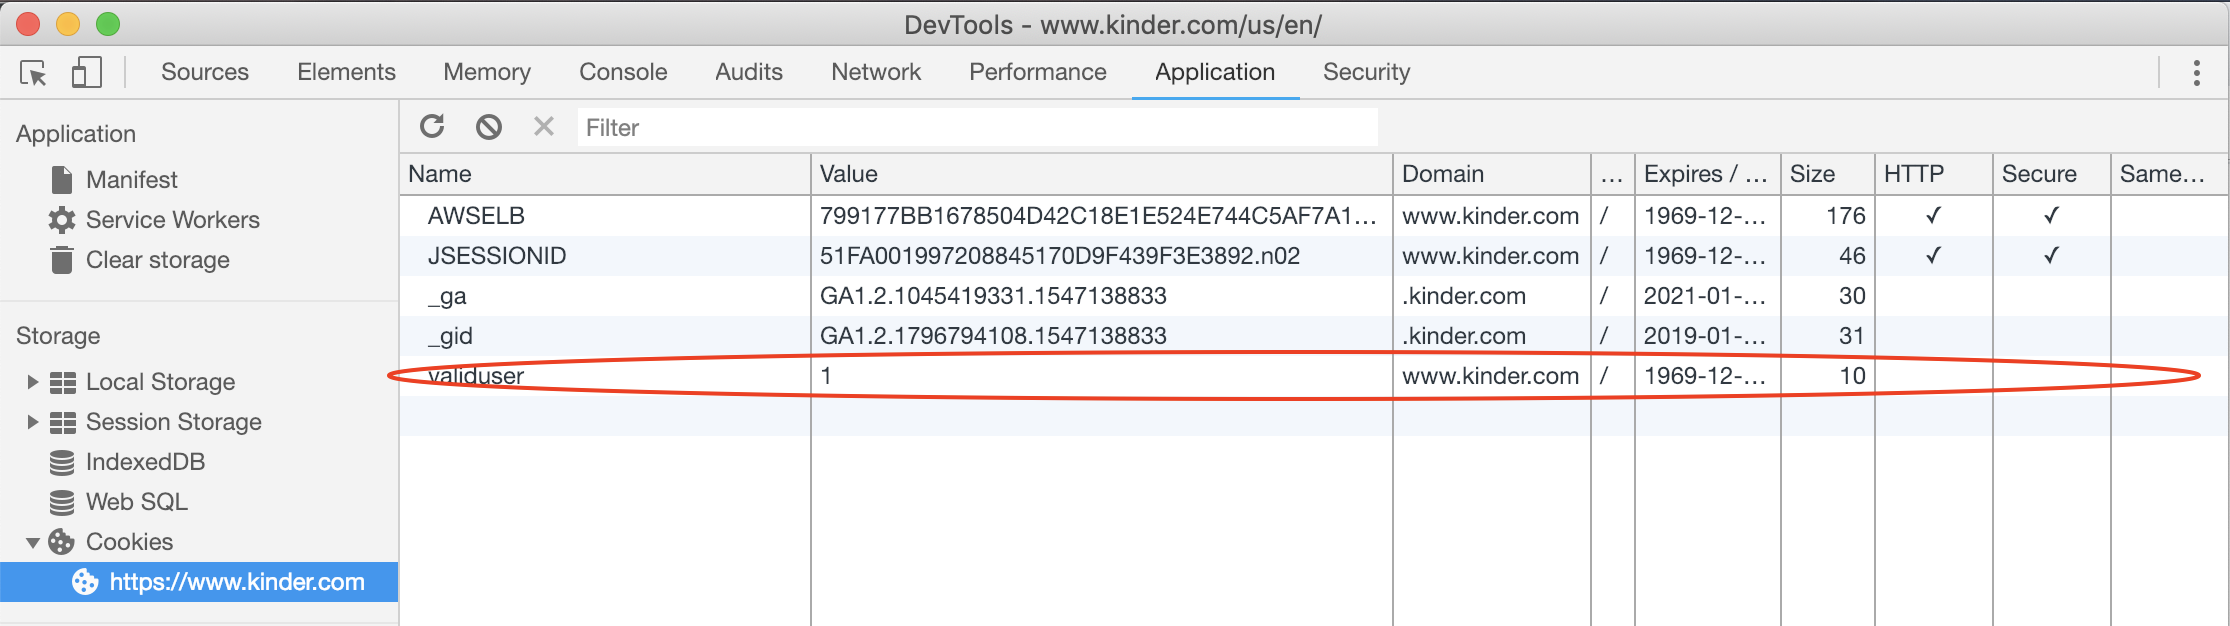 DevTools - www.kinder.com/us/en/
Sources Elements Memory Console Audits Network Performance Application Security
Application
Manifest
Service Workers
Clear storage
Storage
Local Storage
Session Storage
IndexedDB
Web SQL
Cookies
https://www.kinder.com
Filter
Name Value Domain ... Expires / ... Size HTTP Secure Same...
AWSELB 799177BB1678504D42C18E1E524E744C5AF7A1... www.kinder.com / 1969-12-... 176 ✓ ✓
JSESSIONID 51FA001997208845170D9F439F3E3892.n02 www.kinder.com / 1969-12-... 46 ✓ ✓
_ga GA1.2.1045419331.1547138833 .kinder.com / 2021-01-... 30
_gid GA1.2.1796794108.1547138833 .kinder.com / 2019-01-... 31
validuser 1 www.kinder.com / 1969-12-... 10